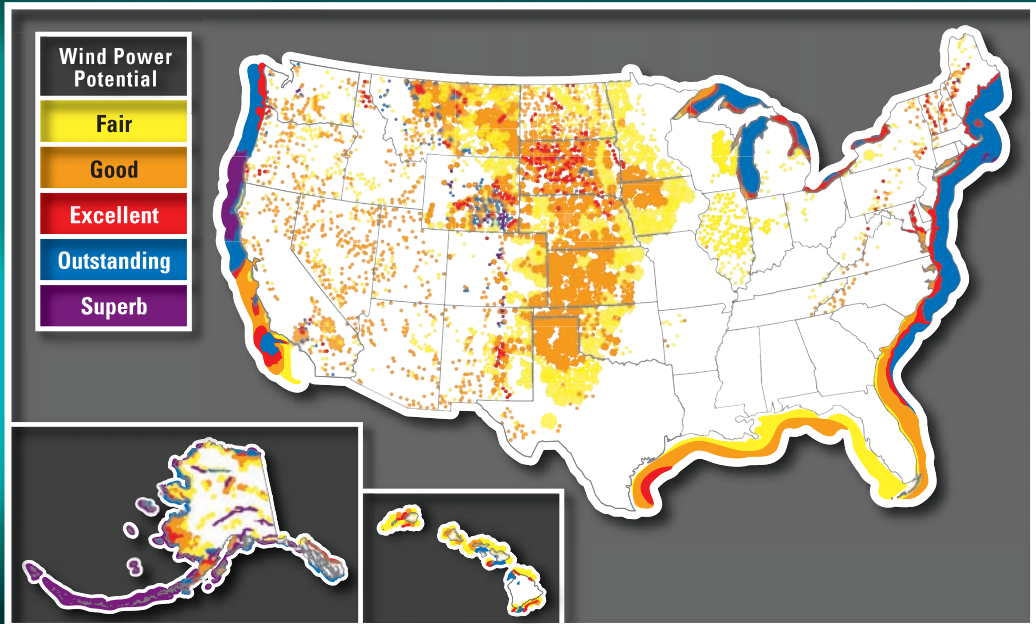 Wind Power
Potential
Fair
Good
Excellent
Outstanding
Superb